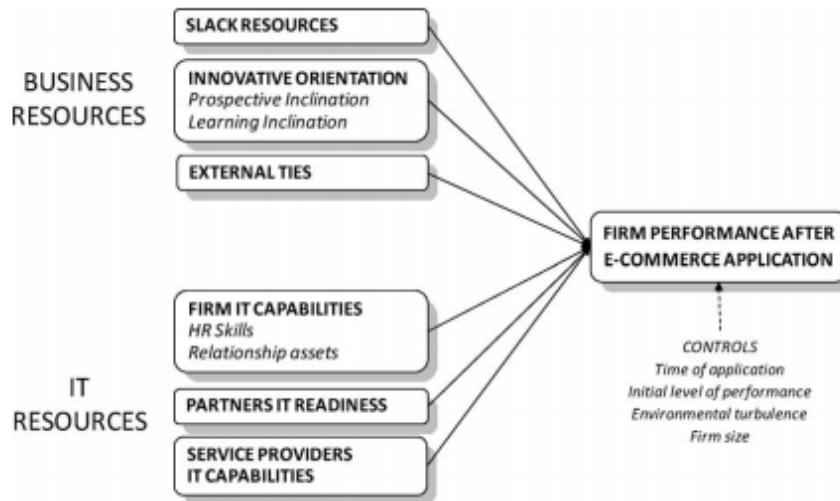 SLACK RESOURCES
BUSINESS
RESOURCES
INNOVATIVE ORIENTATION
Prospective Inclination
Learning Inclination
EXTERNAL TIES
FIRM PERFORMANCE AFTER
E-COMMERCE APPLICATION
FIRM IT CAPABILITIES
HR Skills
Relationship assets
IT
RESOURCES
PARTNERS IT READINESS
SERVICE PROVIDERS
IT CAPABILITIES
CONTROLS
Time of application
Initial level of performance
Environmental turbulence
Firm size